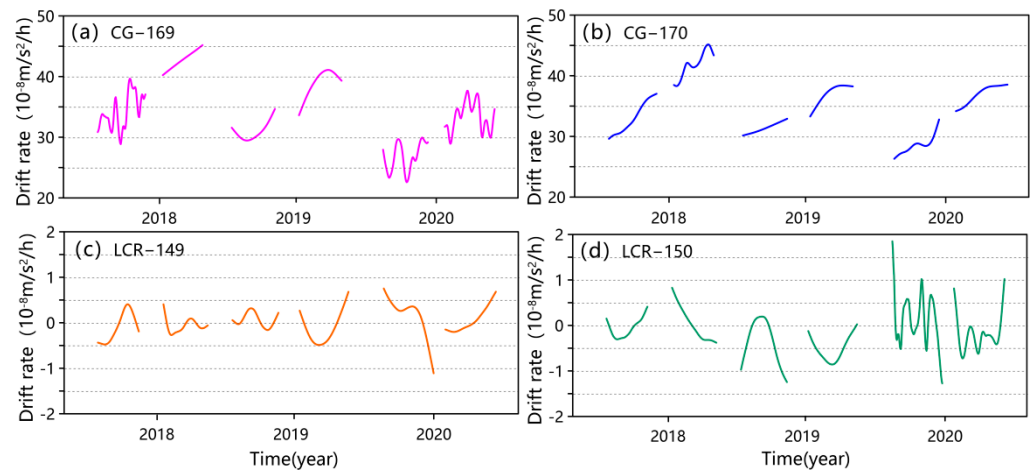 (a) CG-169
Drift rate (10⁻⁸m/s²/h)
50
40
30
20
2018 2019 2020
(b) CG-170
Drift rate (10⁻⁸m/s²/h)
50
40
30
20
2018 2019 2020
(c) LCR-149
Drift rate (10⁻⁸m/s²/h)
2
1
0
-1
-2
2018 2019 2020
Time(year)
(d) LCR-150
Drift rate (10⁻⁸m/s²/h)
2
1
0
-1
-2
2018 2019 2020
Time(year)